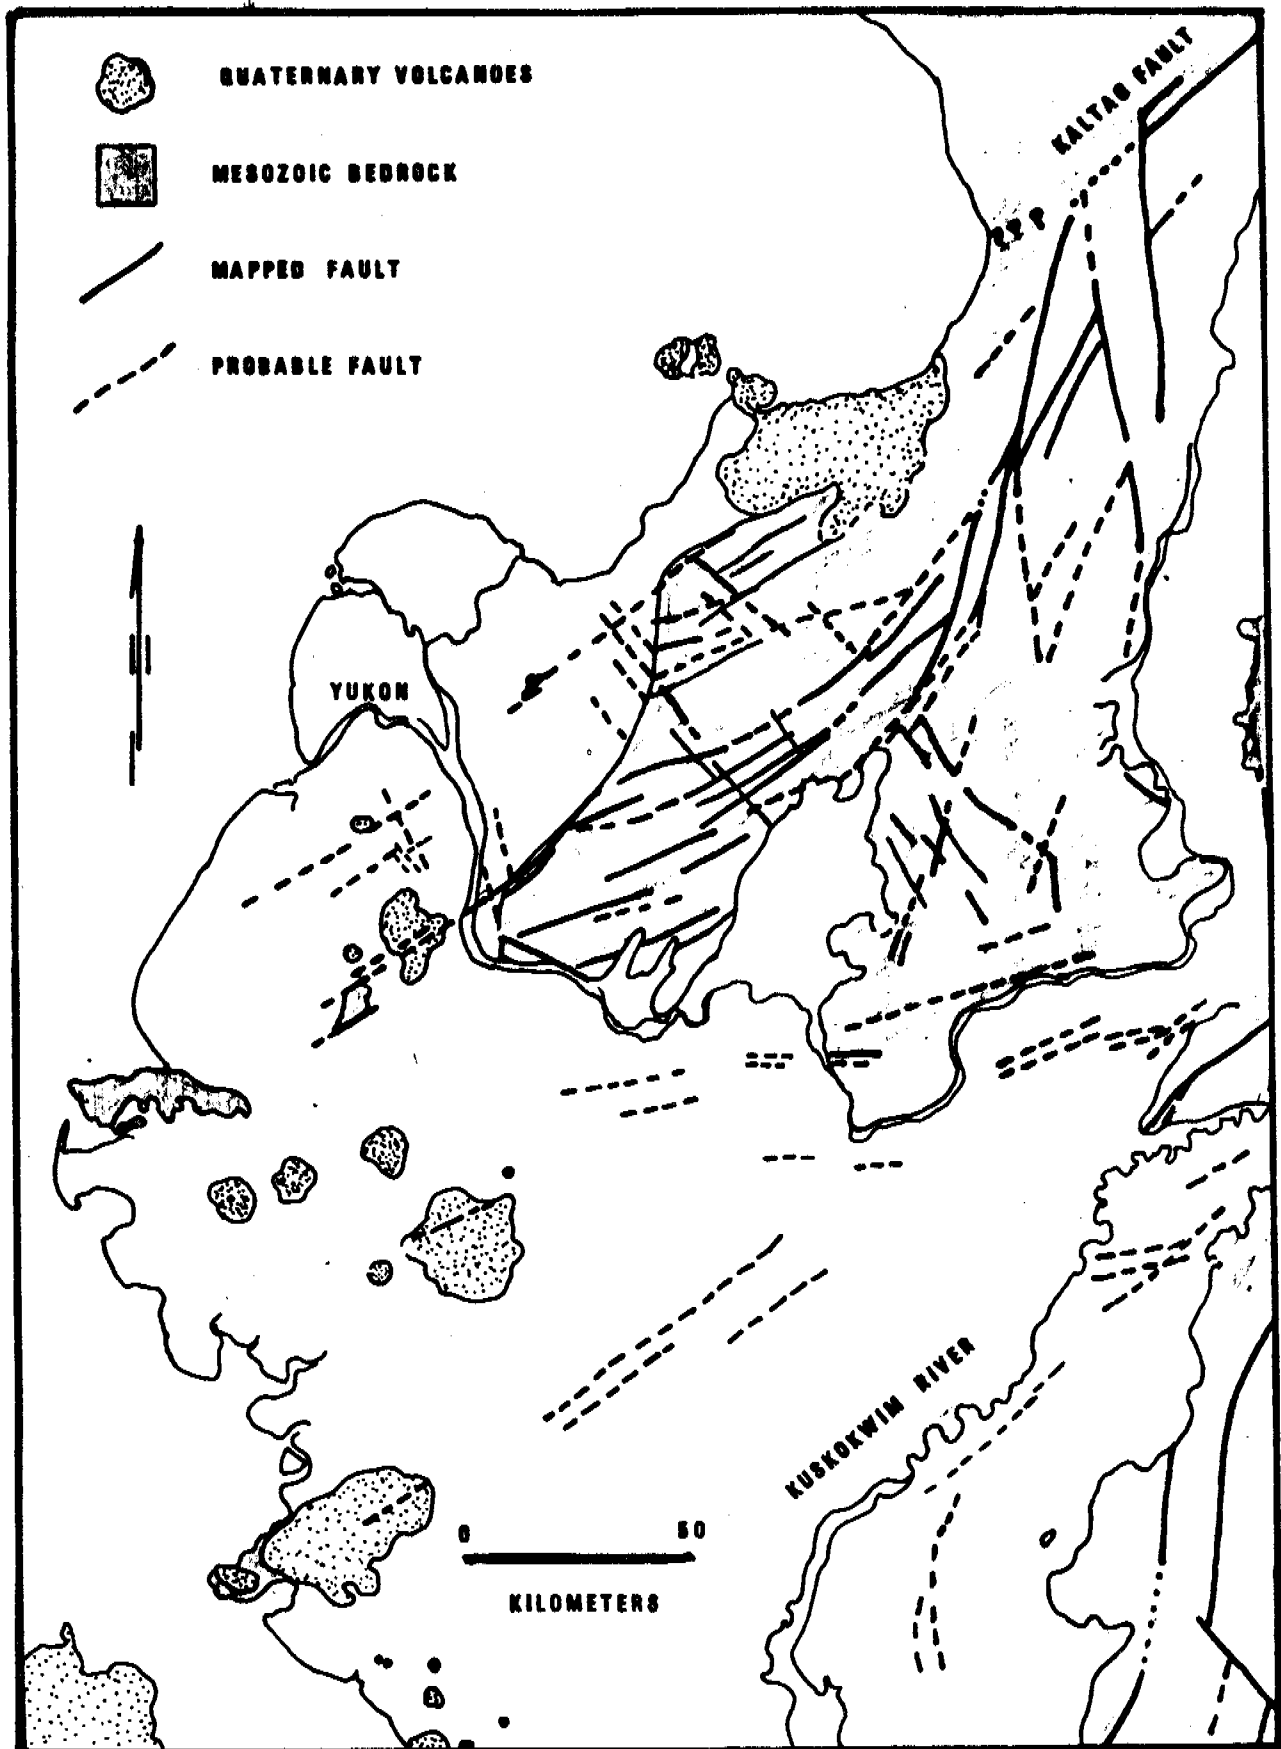 QUATERNARY VOLCANOES
MESOZOIC BEDROCK
MAPPED FAULT
PROBABLE FAULT
KALTAG FAULT
? ? ?
YUKON
KUSKOKWIM RIVER
0 50
KILOMETERS